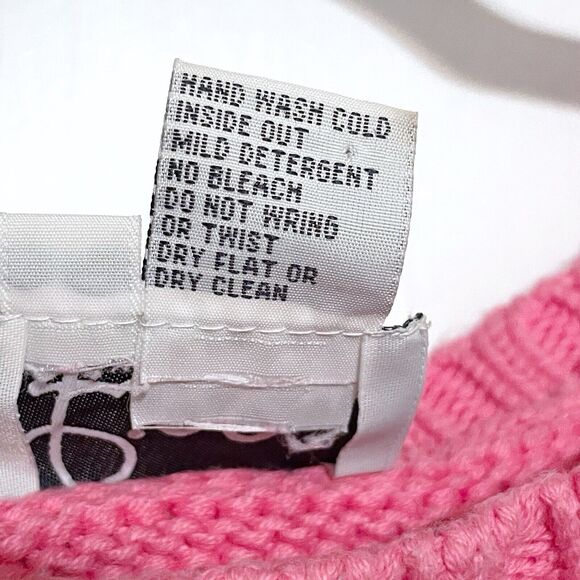 HAND WASH COLD
INSIDE OUT
MILD DETERGENT
NO BLEACH
DO NOT WRING
OR TWIST
DRY FLAT OR
DRY CLEAN